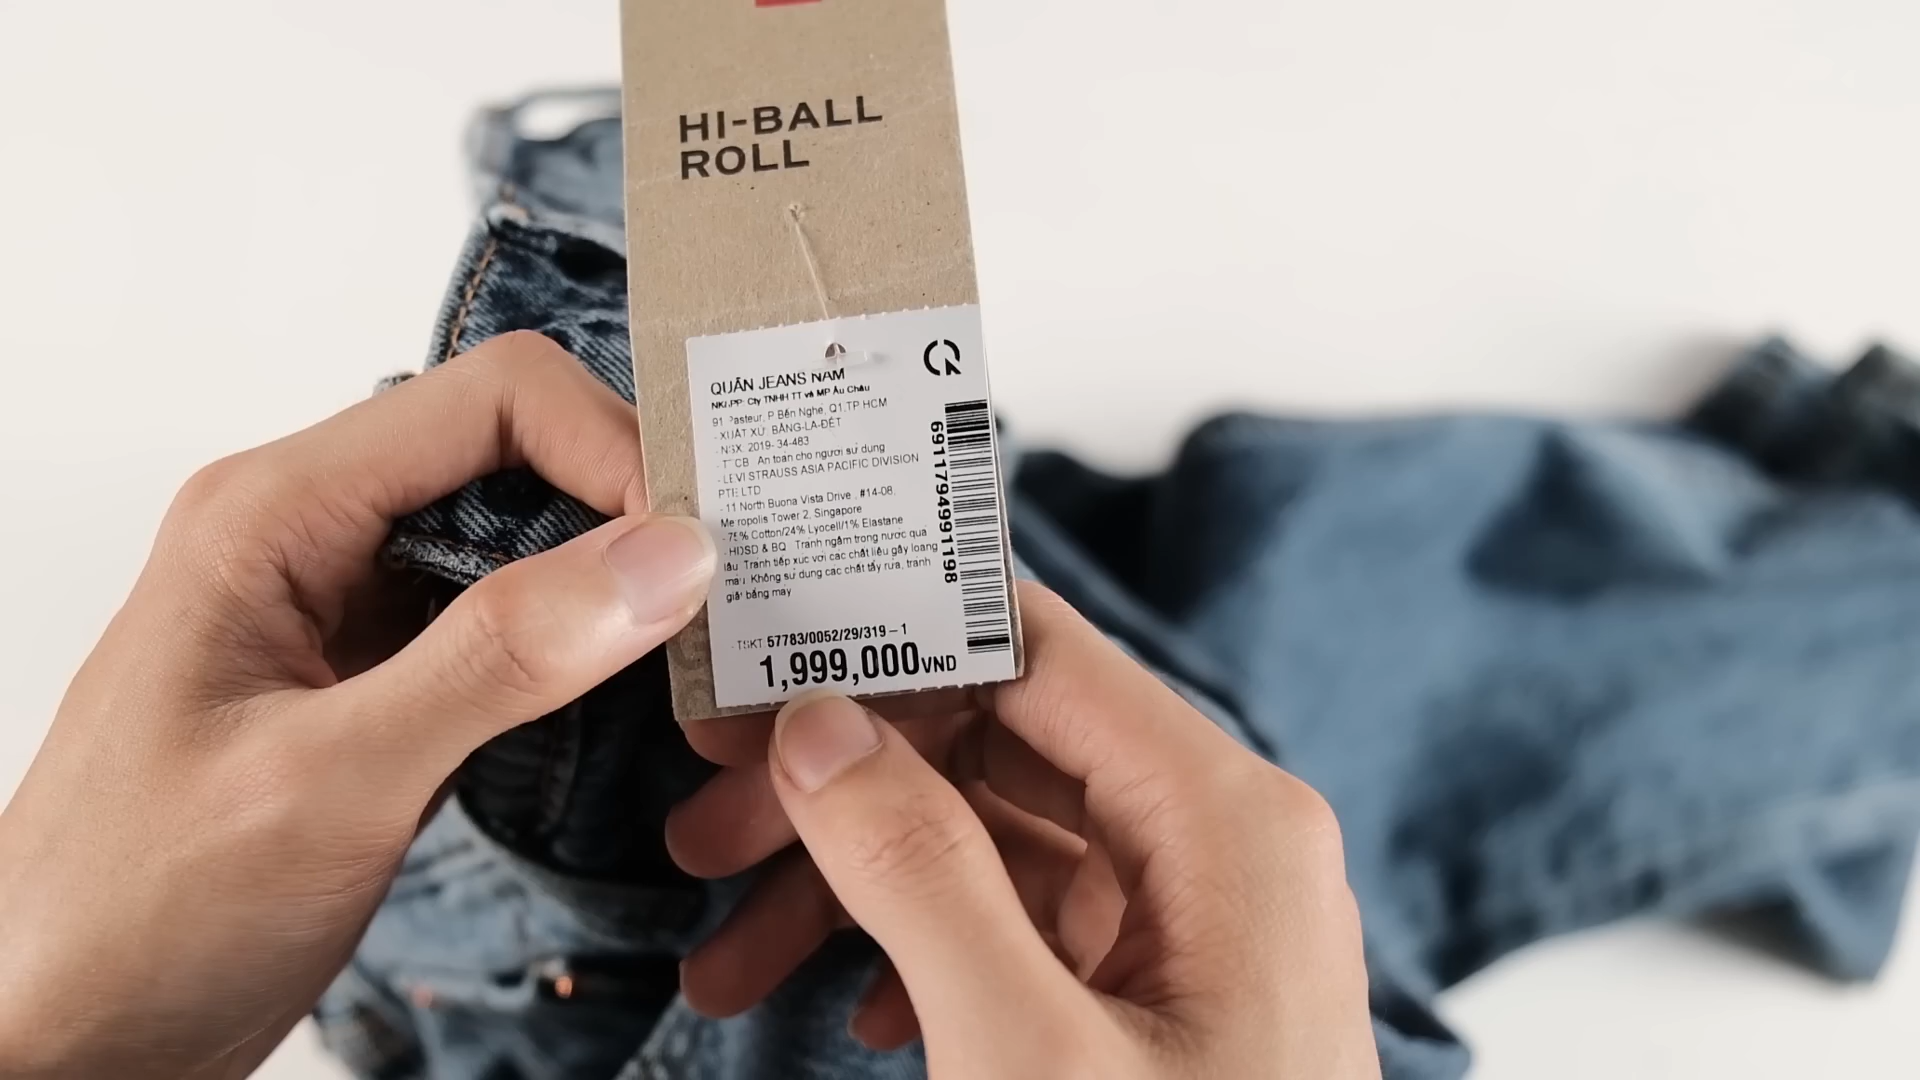 HI-BALL
ROLL
QUẦN JEANS NAM
NK&PP: Cty TNHH TT và MP Âu Châu
91 Pasteur, P.Bến Nghé, Q1,TP HCM
- XUẤT XỨ: BĂNG-LA-ĐÉT
- NSX: 2019- 34-483
- TCCB : An toàn cho người sử dụng
- LEVI STRAUSS ASIA PACIFIC DIVISION
PTE LTD
- 11 North Buona Vista Drive , #14-08,
Metropolis Tower 2, Singapore
- 75% Cotton/24% Lyocell/1% Elastane
- HDSD & BQ : Tránh ngâm trong nước quá
lâu. Tránh tiếp xúc với các chất liệu gây loang
màu. Không sử dụng các chất tẩy rửa, tránh
giặt bằng máy
- TSKT: 57783/0052/29/319 – 1
1,999,000VND
6911794991198